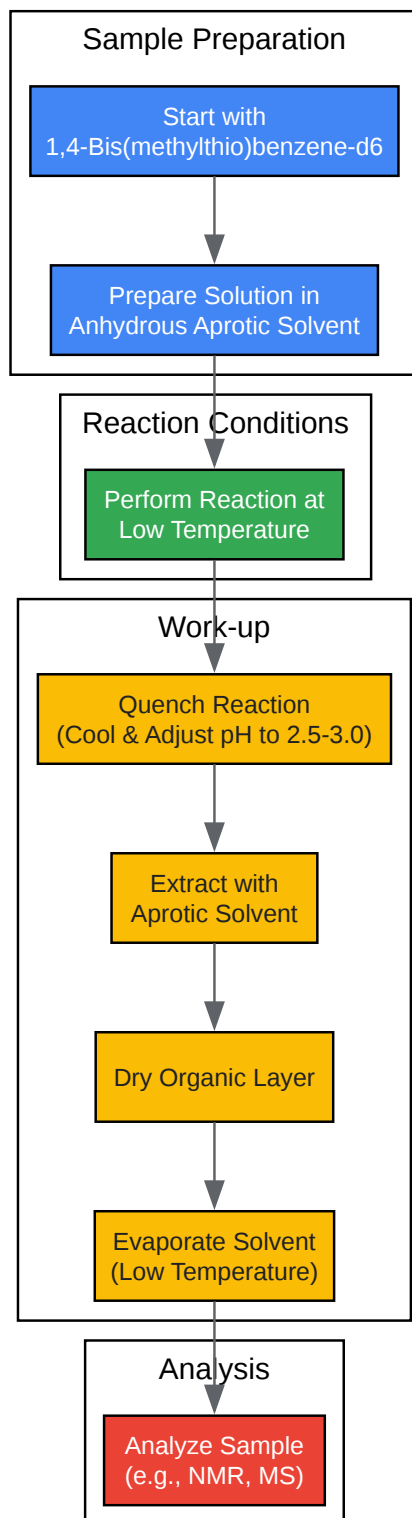 Sample Preparation
Start with
1,4-Bis(methylthio)benzene-d6
Prepare Solution in
Anhydrous Aprotic Solvent
Reaction Conditions
Perform Reaction at
Low Temperature
Work-up
Quench Reaction
(Cool & Adjust pH to 2.5-3.0)
Extract with
Aprotic Solvent
Dry Organic Layer
Evaporate Solvent
(Low Temperature)
Analysis
Analyze Sample
(e.g., NMR, MS)